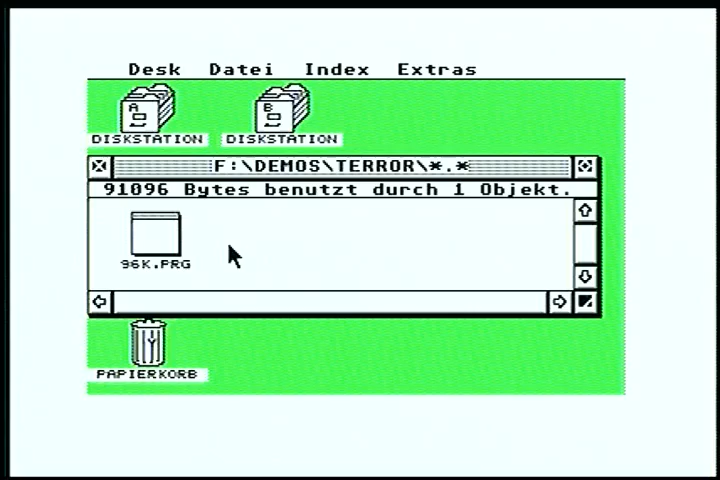 Desk Datei Index Extras
A B
DISKSTATION DISKSTATION
F:\DEMOS\TERROR\*.*
91096 Bytes benutzt durch 1 Objekt.
96K.PRG
PAPIERKORB